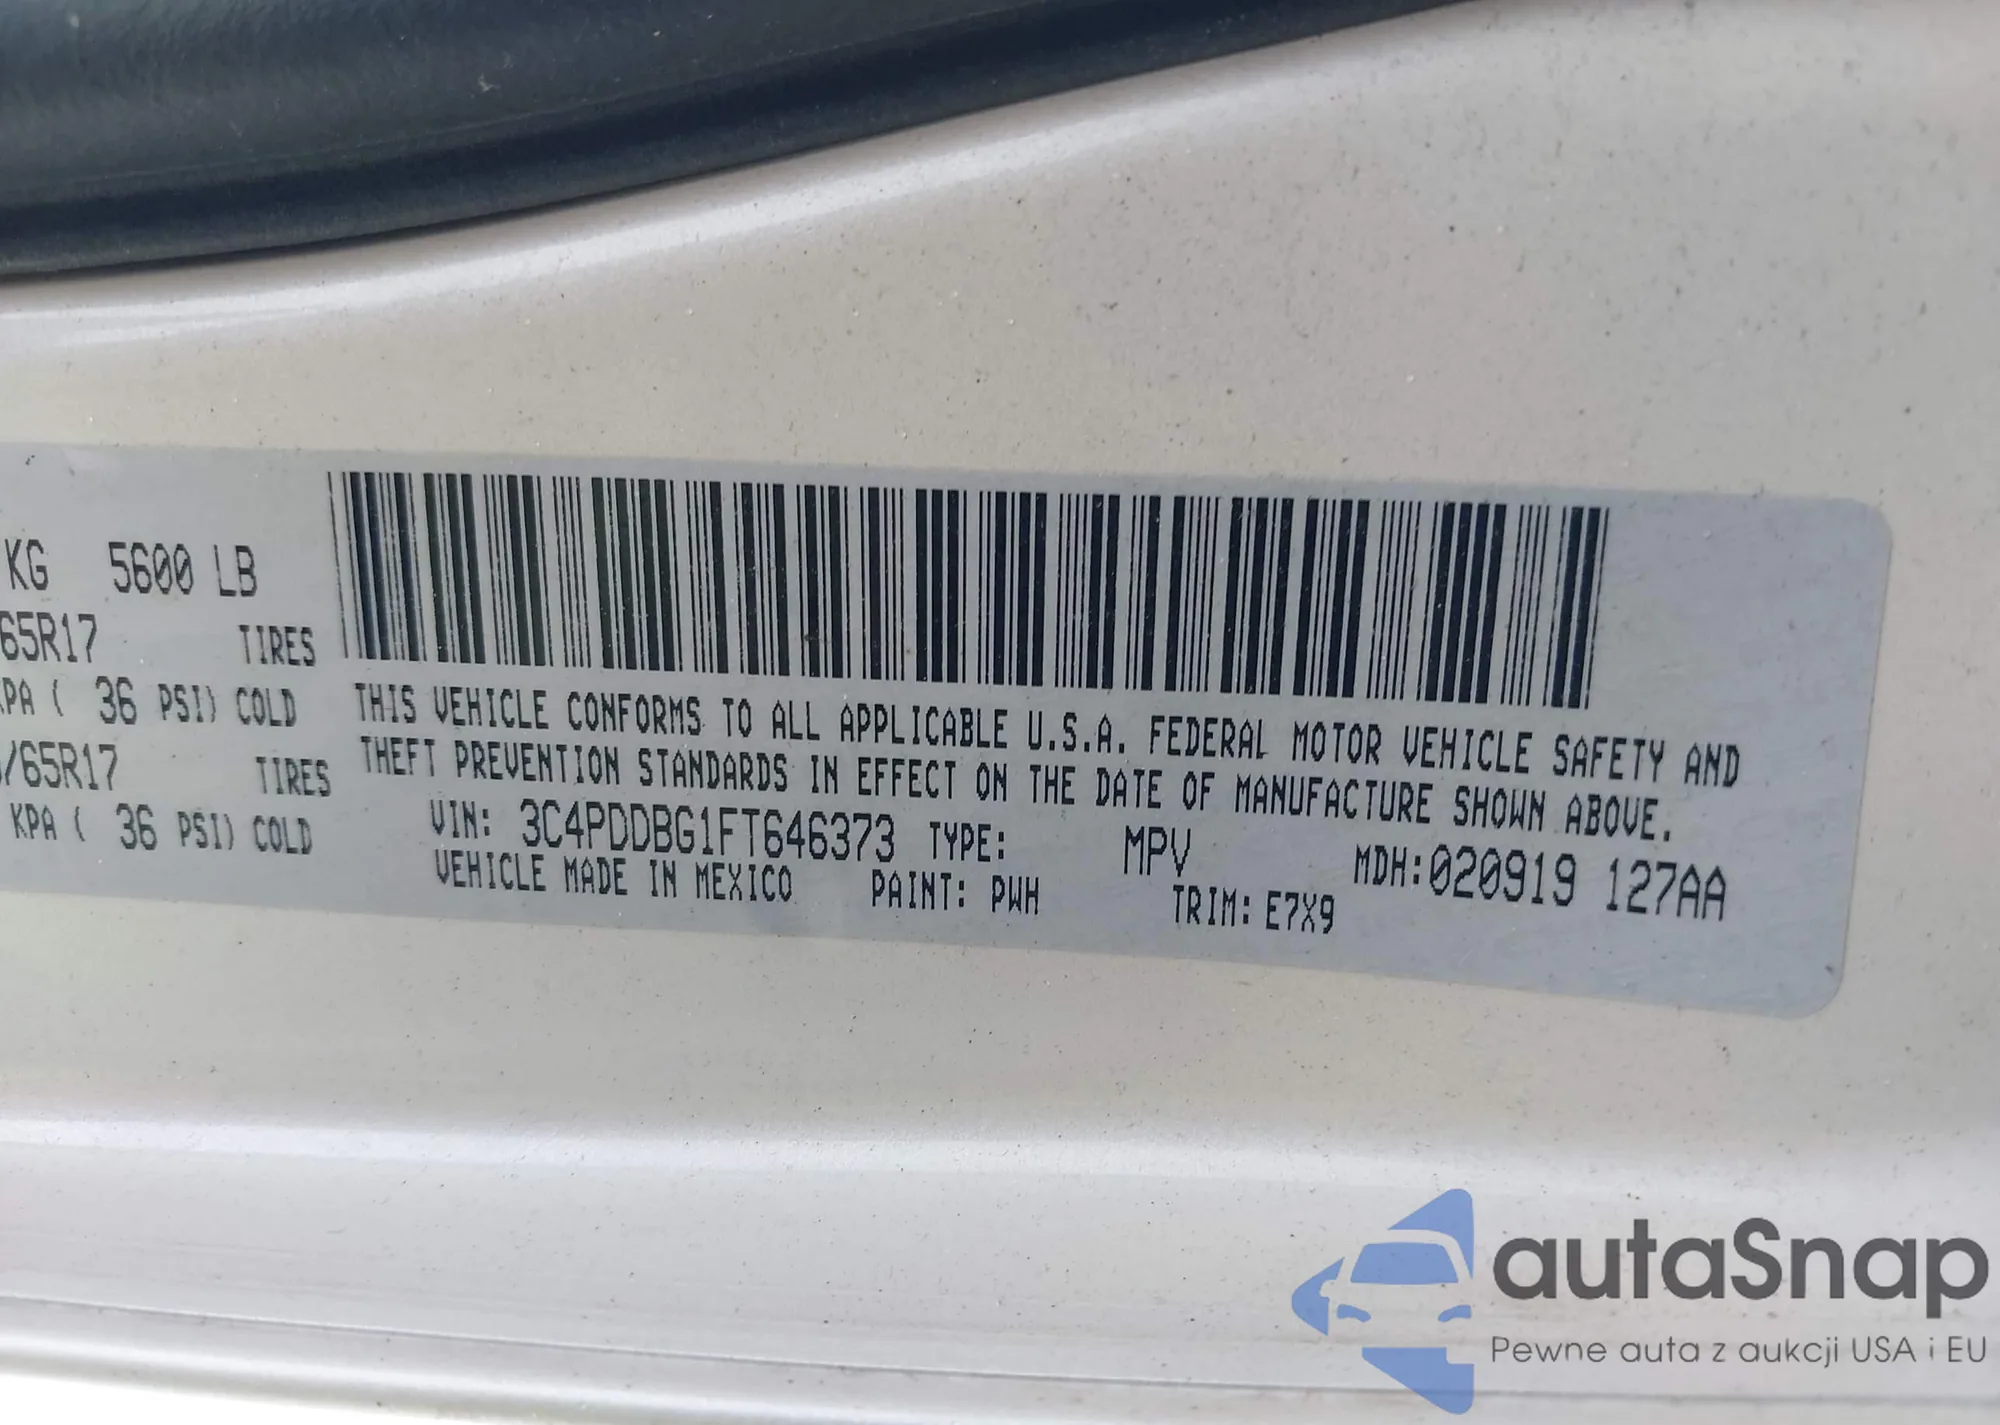 KG 5600 LB
65R17 TIRES
KPA ( 36 PSI) COLD
/65R17 TIRES
KPA ( 36 PSI) COLD
THIS VEHICLE CONFORMS TO ALL APPLICABLE U.S.A. FEDERAL MOTOR VEHICLE SAFETY AND
THEFT PREVENTION STANDARDS IN EFFECT ON THE DATE OF MANUFACTURE SHOWN ABOVE.
VIN: 3C4PDDBG1FT646373 TYPE: MPV MDH:020919 127AA
VEHICLE MADE IN MEXICO PAINT: PWH TRIM: E7X9
autaSnap
Pewne auta z aukcji USA i EU